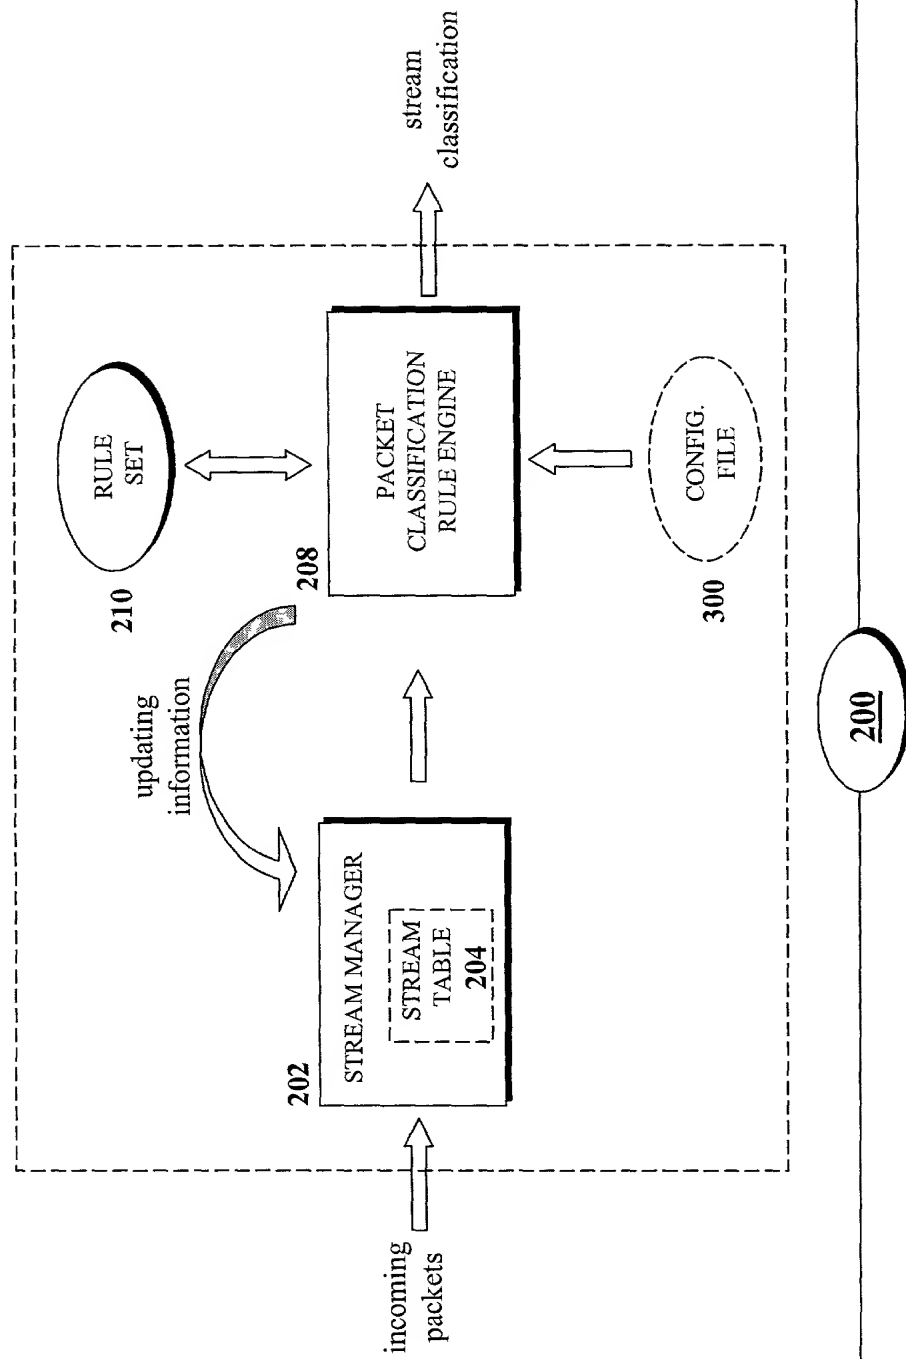 incoming
packets
202
STREAM MANAGER
STREAM
TABLE
204
updating
information
210
RULE
SET
208
PACKET
CLASSIFICATION
RULE ENGINE
300
CONFIG.
FILE
stream
classification
200